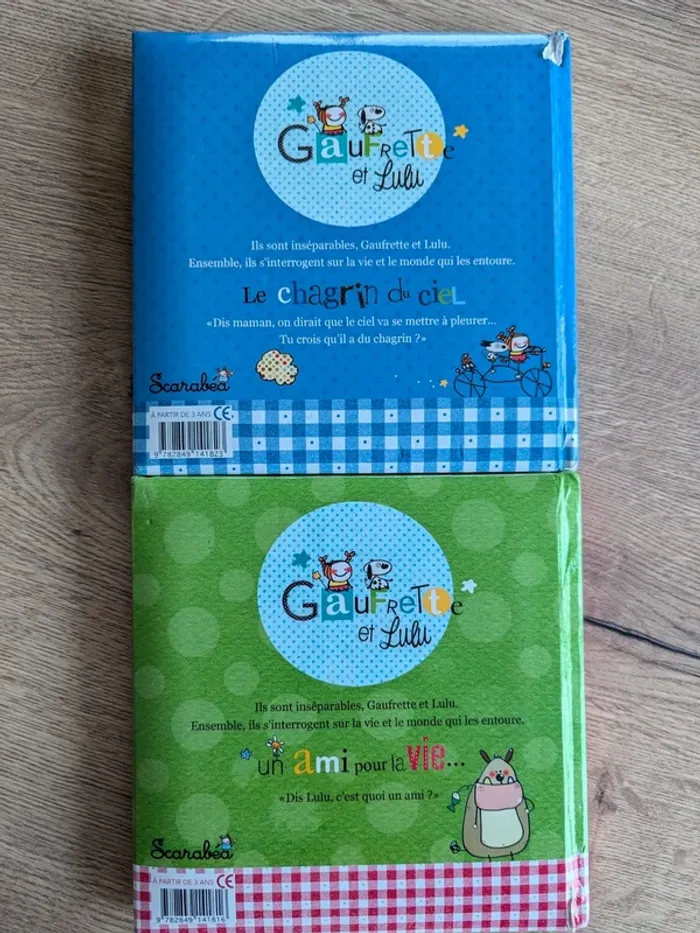 Gaufrette
et Lulu
Ils sont inséparables, Gaufrette et Lulu.
Ensemble, ils s'interrogent sur la vie et le monde qui les entoure.
Le chagrin du ciel
«Dis maman, on dirait que le ciel va se mettre à pleurer...
Tu crois qu'il a du chagrin ?»
Scarabéa
À PARTIR DE 3 ANS CE
9 782849 141823
Gaufrette
et Lulu
Ils sont inséparables, Gaufrette et Lulu.
Ensemble, ils s'interrogent sur la vie et le monde qui les entoure.
un ami pour la vie...
«Dis Lulu, c'est quoi un ami ?»
Scarabéa
À PARTIR DE 3 ANS CE
9 782849 141816